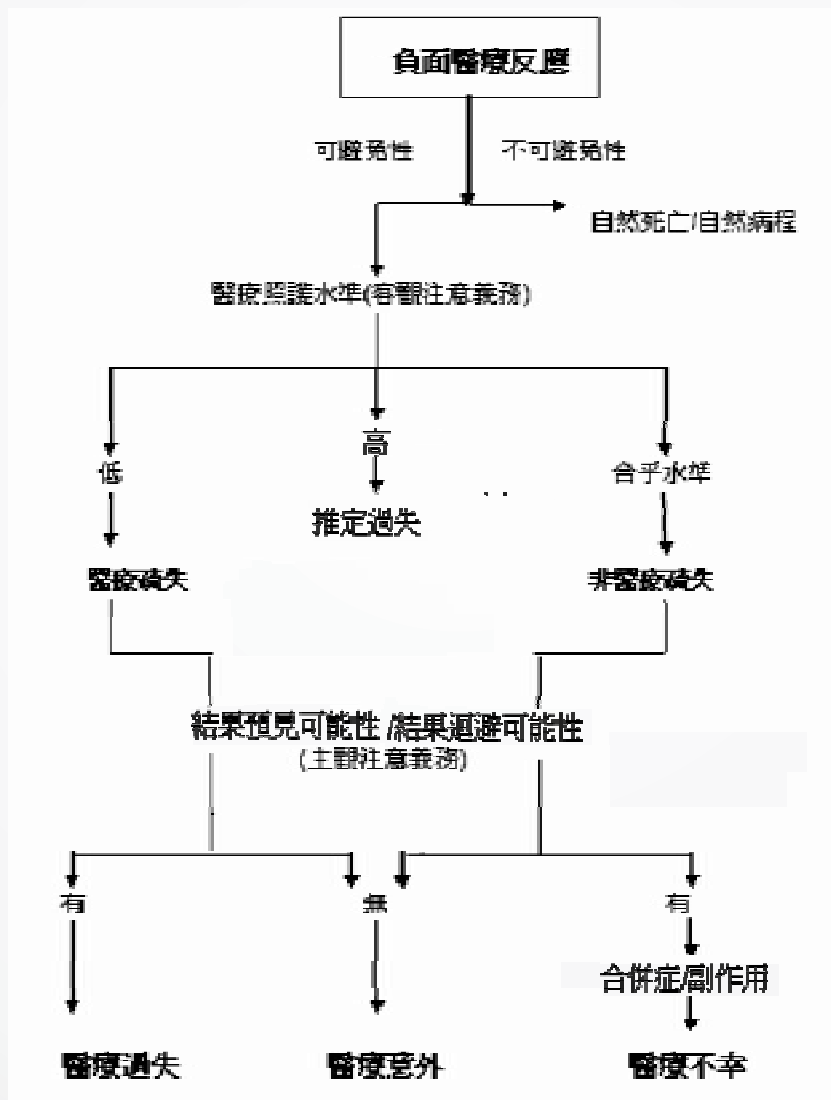 負面醫療反應
可避免性
不可避免性
自然死亡/自然病程
醫療照護水準(客觀注意義務)
低
高
合乎水準
推定過失
醫療疏失
非醫療疏失
結果預見可能性/結果迴避可能性
(主觀注意義務)
有
無
有
合併症/副作用
醫療過失
醫療意外
醫療不幸